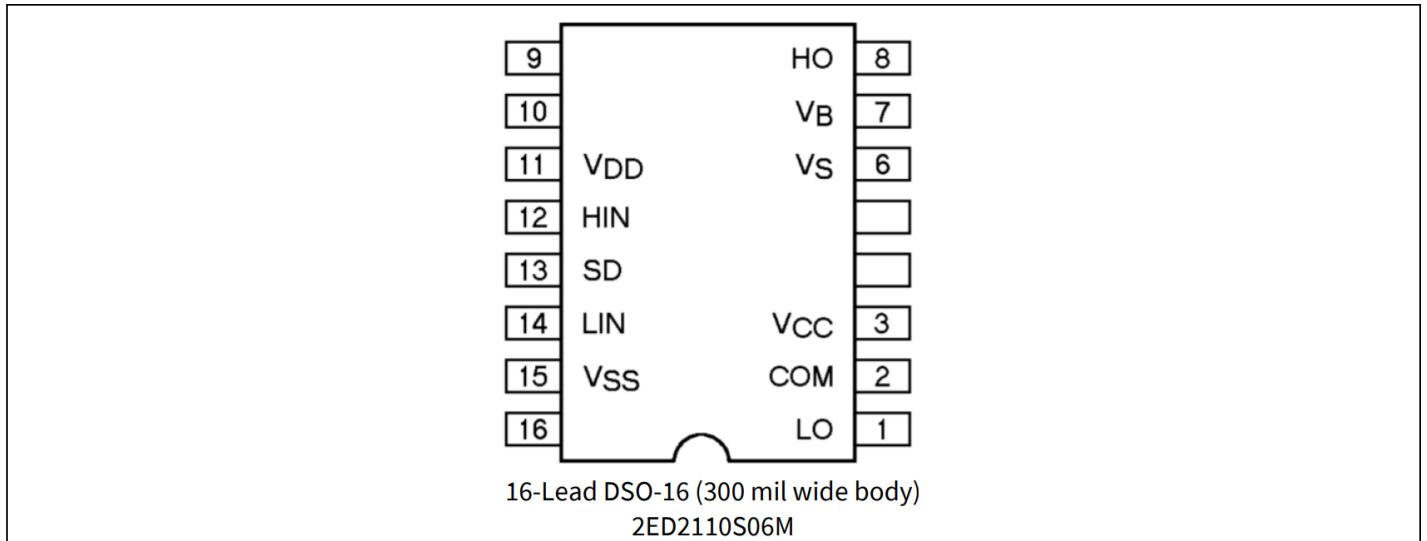 9 HO 8
10 VB 7
11 VDD VS 6
12 HIN
13 SD
14 LIN VCC 3
15 VSS COM 2
16 LO 1
16-Lead DSO-16 (300 mil wide body)
2ED2110S06M